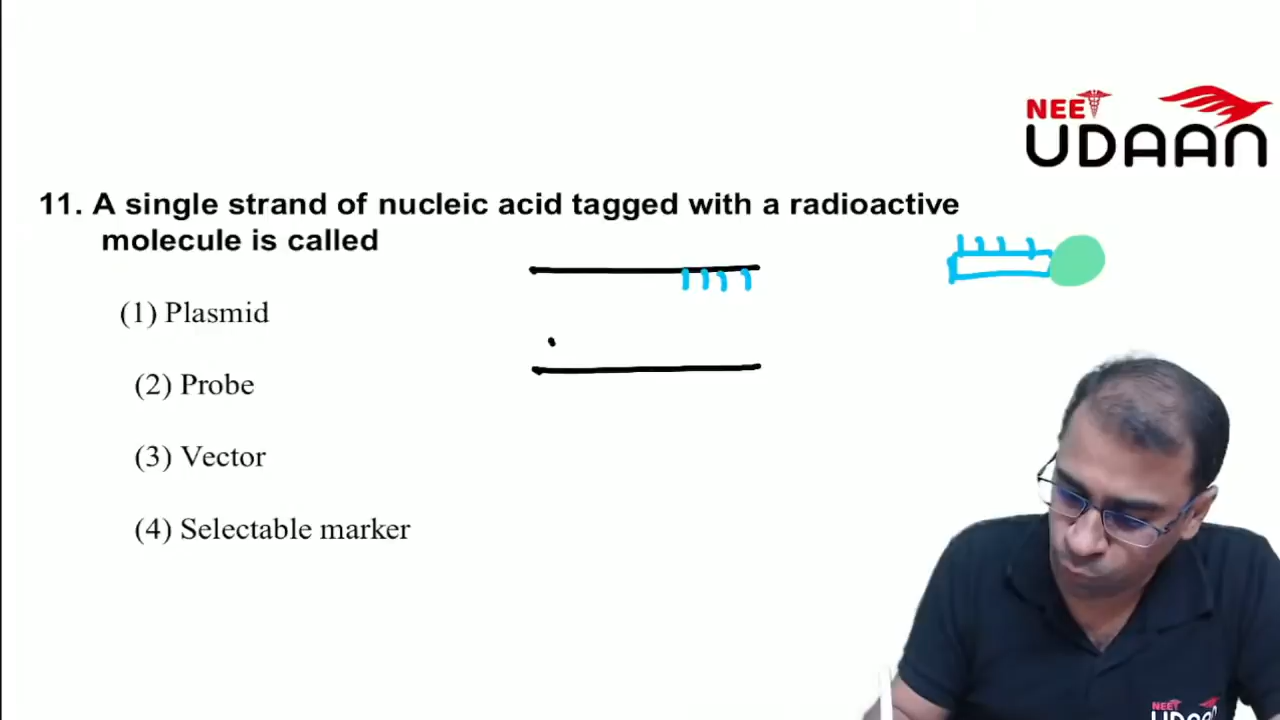 NEET
UDAAN
11. A single strand of nucleic acid tagged with a radioactive
molecule is called
(1) Plasmid
(2) Probe
(3) Vector
(4) Selectable marker
NEET